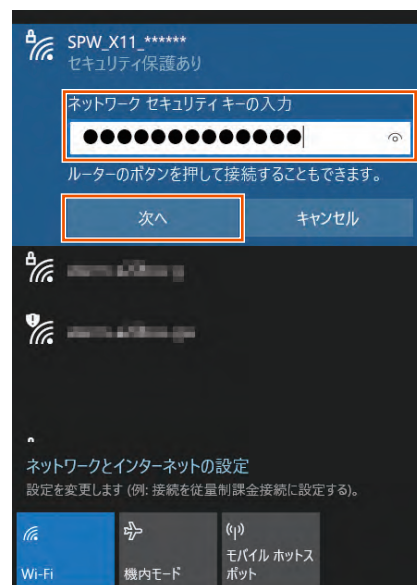 SPW_X11_******
セキュリティ保護あり
ネットワーク セキュリティ キーの入力
●●●●●●●●●●●●●
ルーターのボタンを押して接続することもできます。
次へ
キャンセル
ネットワークとインターネットの設定
設定を変更します (例: 接続を従量制課金接続に設定する)。
Wi-Fi
機内モード
モバイル ホットス
ポット